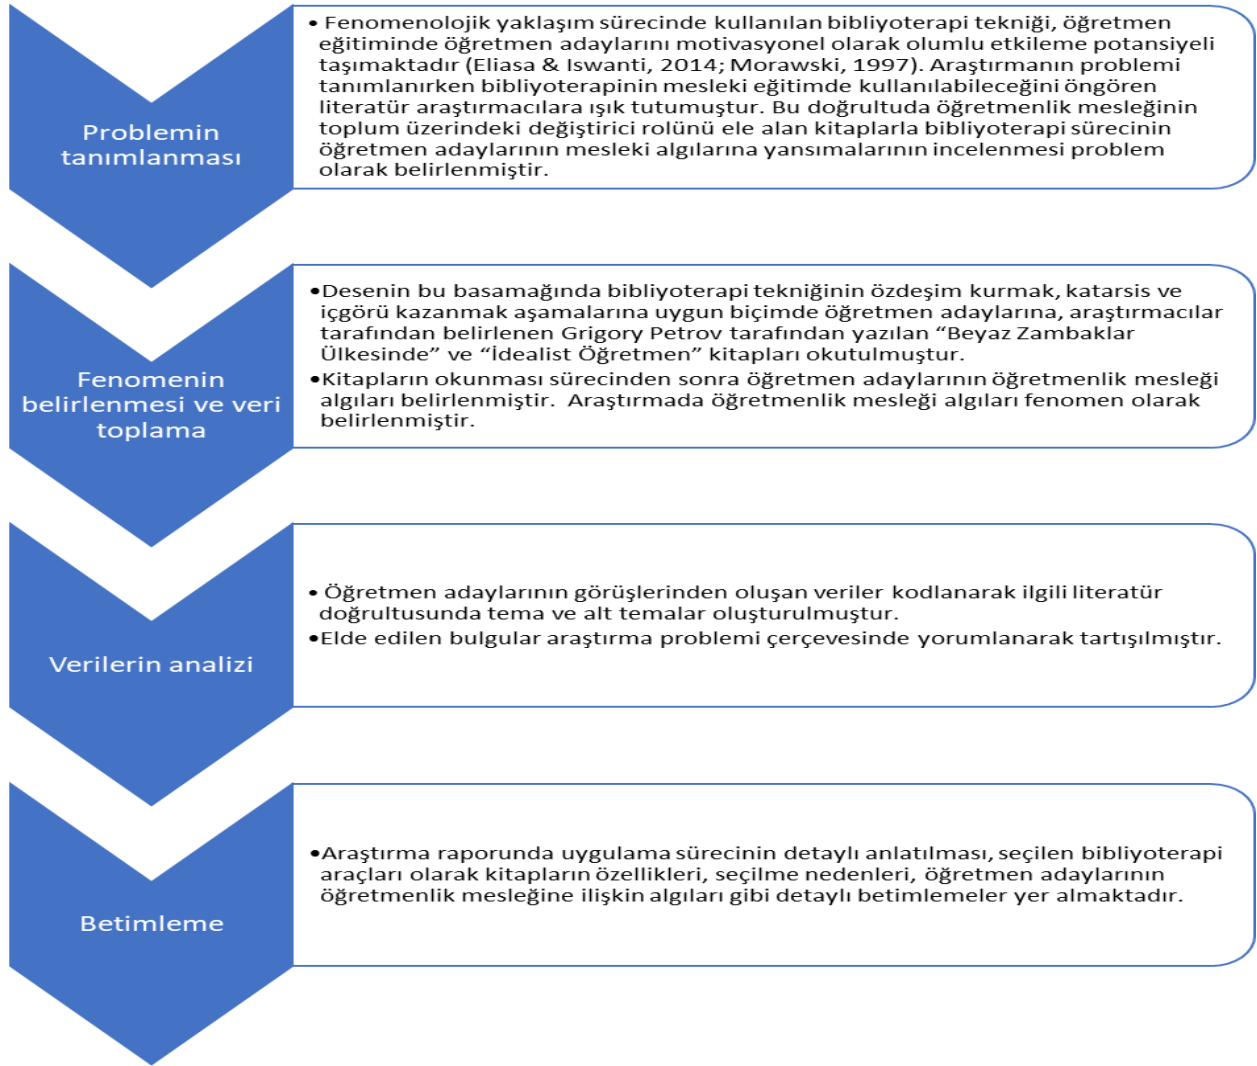 Problemin
tanımlanması
• Fenomenolojik yaklaşım sürecinde kullanılan bibliyoterapi tekniği, öğretmen
eğitiminde öğretmen adaylarını motivasyonel olarak olumlu etkileme potansiyeli
taşımaktadır (Eliasa & Iswanti, 2014; Morawski, 1997). Araştırmanın problemi
tanımlanırken bibliyoterapinin mesleki eğitimde kullanılabileceğini öngören
literatür araştırmacılara ışık tutumuştur. Bu doğrultuda öğretmenlik mesleğinin
toplum üzerindeki değiştirici rolünü ele alan kitaplarla bibliyoterapi sürecinin
öğretmen adaylarının mesleki algılarına yansımalarının incelenmesi problem
olarak belirlenmiştir.
Fenomenin
belirlenmesi ve veri
toplama
•Desenin bu basamağında bibliyoterapi tekniğinin özdeşim kurmak, katarsis ve
içgörü kazanmak aşamalarına uygun biçimde öğretmen adaylarına, araştırmacılar
tarafından belirlenen Grigory Petrov tarafından yazılan “Beyaz Zambaklar
Ülkesinde” ve “İdealist Öğretmen” kitapları okutulmuştur.
•Kitapların okunması sürecinden sonra öğretmen adaylarının öğretmenlik mesleği
algıları belirlenmiştir. Araştırmada öğretmenlik mesleği algıları fenomen olarak
belirlenmiştir.
Verilerin analizi
• Öğretmen adaylarının görüşlerinden oluşan veriler kodlanarak ilgili literatür
doğrultusunda tema ve alt temalar oluşturulmuştur.
•Elde edilen bulgular araştırma problemi çerçevesinde yorumlanarak tartışılmıştır.
Betimleme
•Araştırma raporunda uygulama sürecinin detaylı anlatılması, seçilen bibliyoterapi
araçları olarak kitapların özellikleri, seçilme nedenleri, öğretmen adaylarının
öğretmenlik mesleğine ilişkin algıları gibi detaylı betimlemeler yer almaktadır.